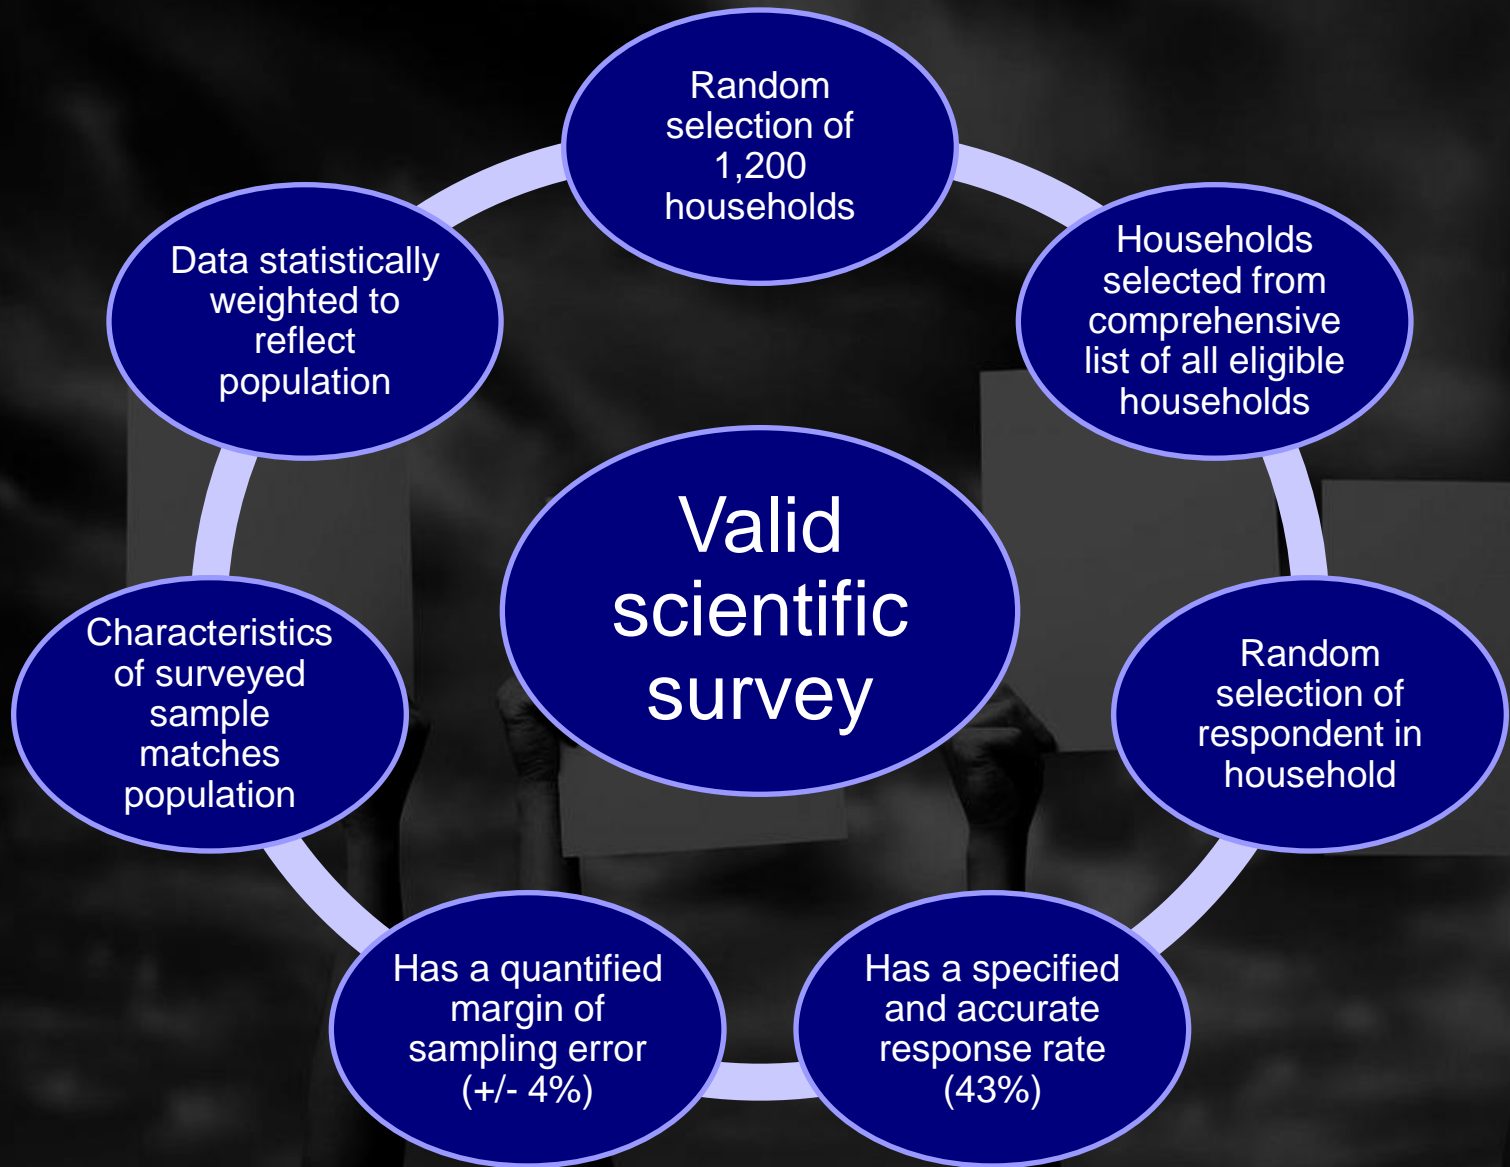 Random
selection of
1,200
households
Households
selected from
comprehensive
list of all eligible
households
Random
selection of
respondent in
household
Has a specified
and accurate
response rate
(43%)
Has a quantified
margin of
sampling error
(+/- 4%)
Characteristics
of surveyed
sample
matches
population
Data statistically
weighted to
reflect
population
Valid
scientific
survey